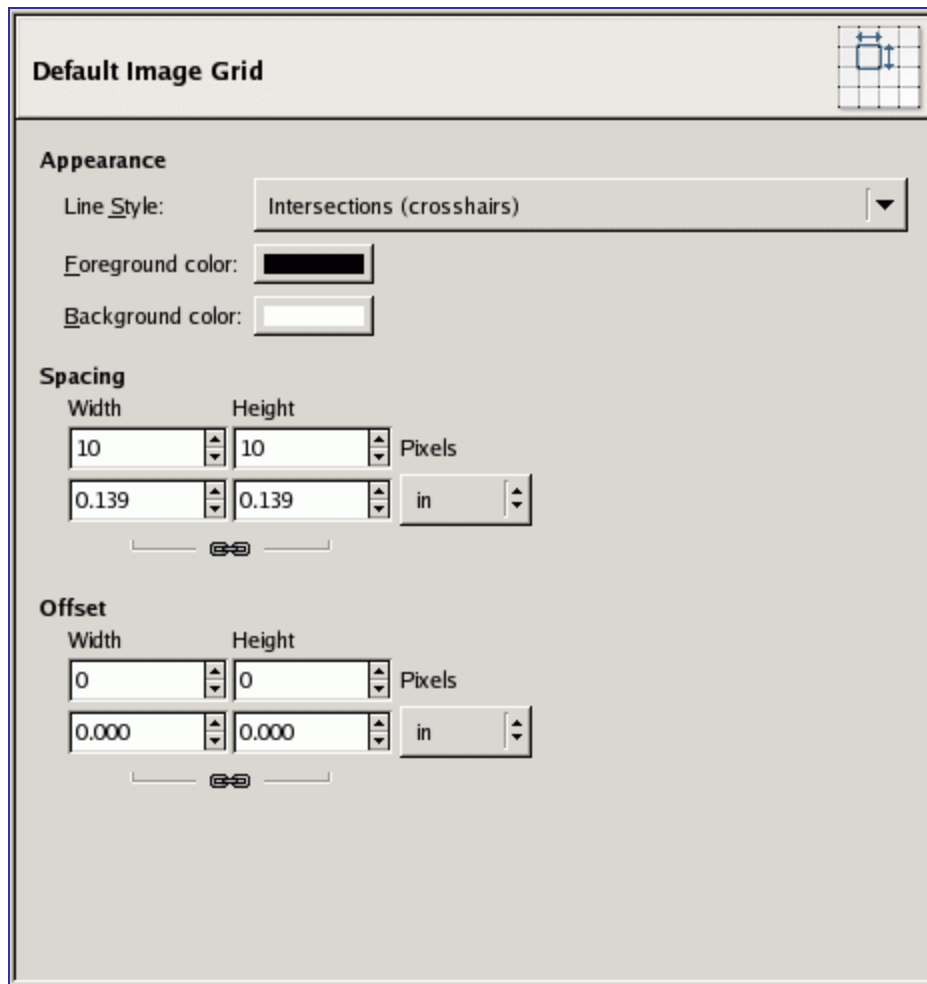 Default Image Grid
Appearance
Line Style: Intersections (crosshairs)
Foreground color:
Background color:
Spacing
Width Height
10 10 Pixels
0.139 0.139 in
Offset
Width Height
0 0 Pixels
0.000 0.000 in